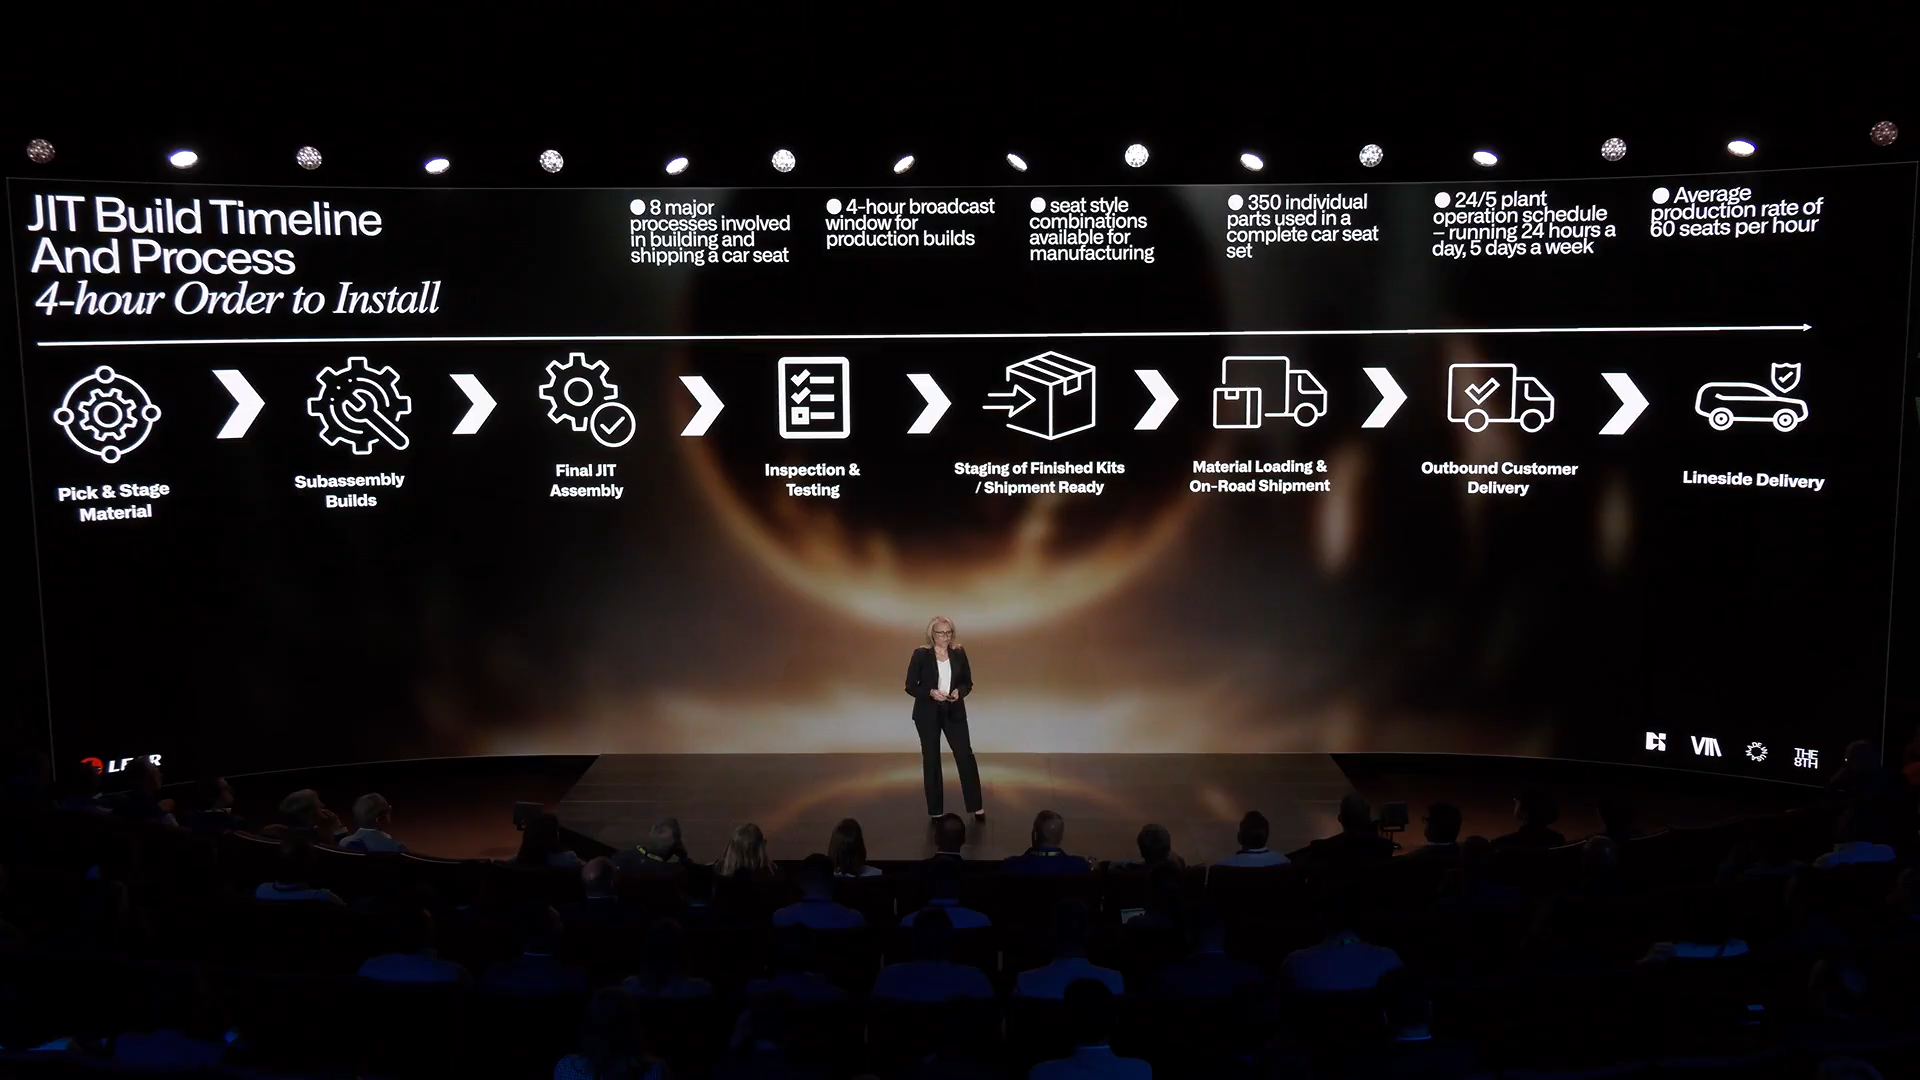 JIT Build Timeline
And Process
4-hour Order to Install
● 8 major
processes involved
in building and
shipping a car seat
● 4-hour broadcast
window for
production builds
● seat style
combinations
available for
manufacturing
● 350 individual
parts used in a
complete car seat
set
● 24/5 plant
operation schedule
– running 24 hours a
day, 5 days a week
● Average
production rate of
60 seats per hour
Pick & Stage
Material
Subassembly
Builds
Final JIT
Assembly
Inspection &
Testing
Staging of Finished Kits
/ Shipment Ready
Material Loading &
On-Road Shipment
Outbound Customer
Delivery
Lineside Delivery
VIA
THE
8TH